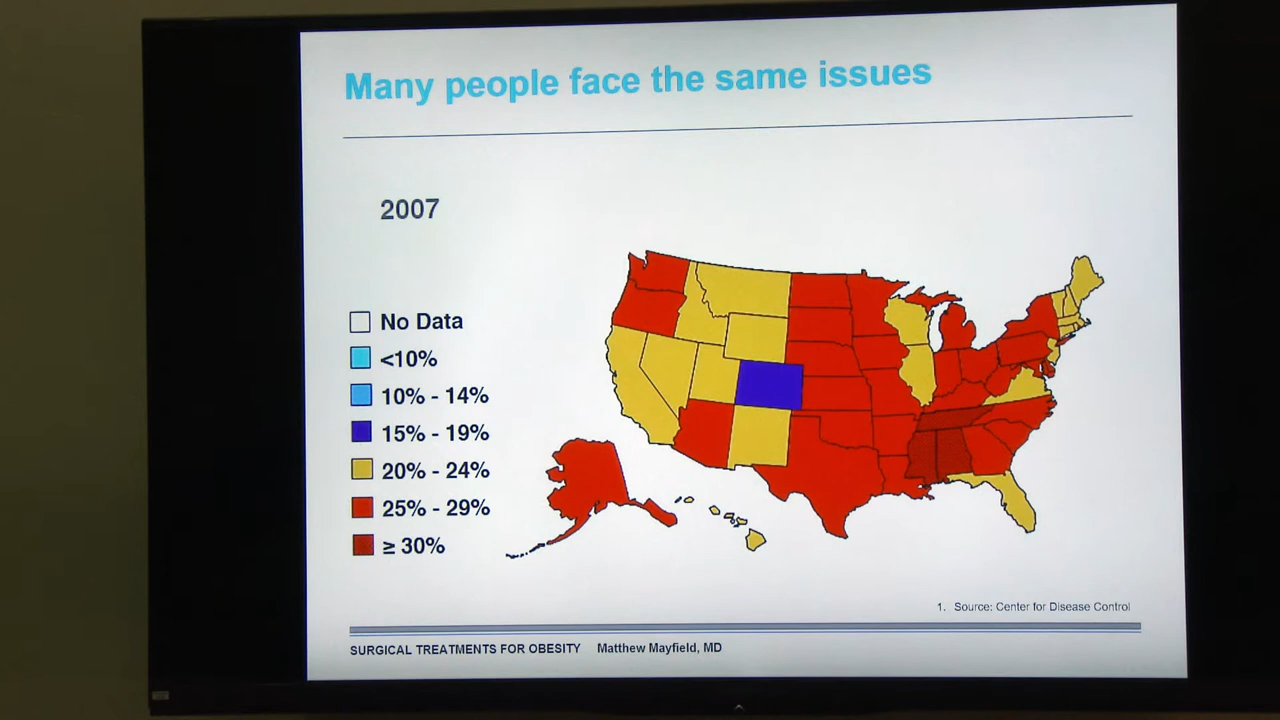 Many people face the same issues
2007
No Data
<10%
10% - 14%
15% - 19%
20% - 24%
25% - 29%
≥ 30%
1. Source: Center for Disease Control
SURGICAL TREATMENTS FOR OBESITY Matthew Mayfield, MD